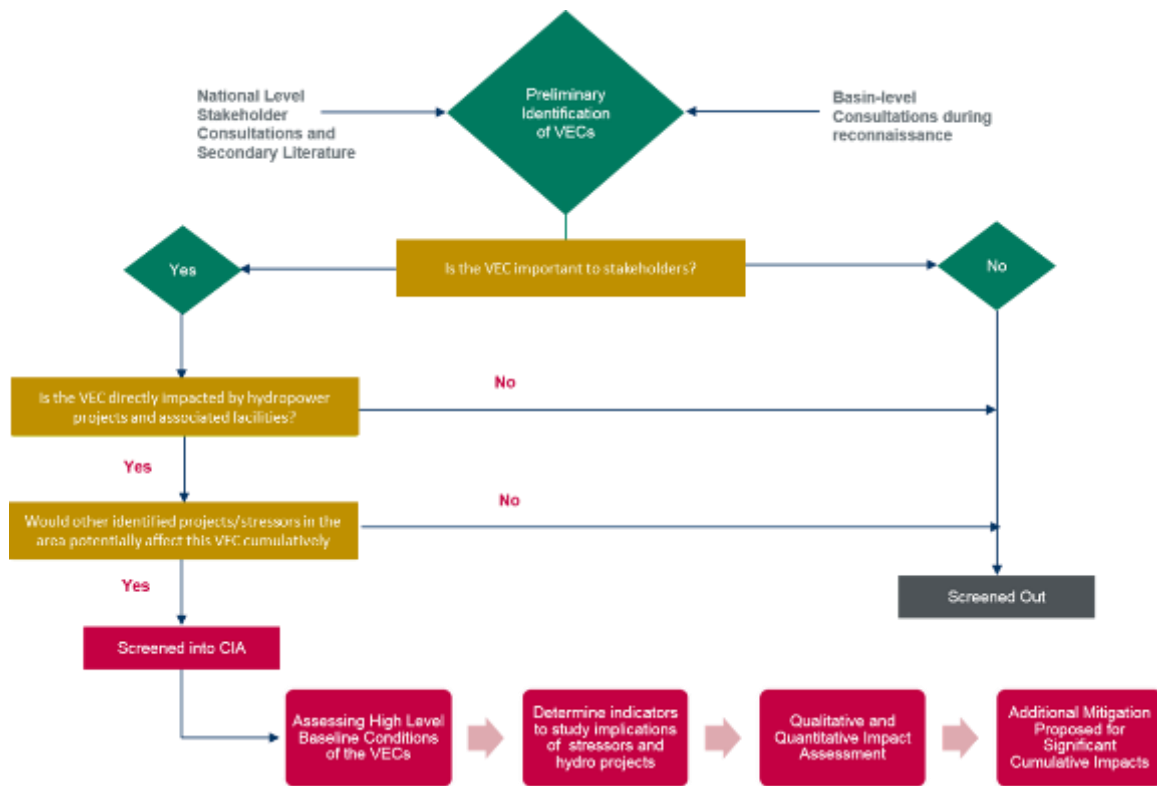 Preliminary
Identification
of VECs
National Level
Stakeholder
Consultations and
Secondary Literature
Basin-level
Consultations during
reconnaissance
Yes
Is the VEC important to stakeholders?
No
Is the VEC directly impacted by hydropower
projects and associated facilities?
No
Yes
Would other identified projects/stressors in the
area potentially affect this VEC cumulatively
No
Yes
Screened Out
Screened into CIA
Assessing High Level
Baseline Conditions
of the VECs
Determine indicators
to study implications
of stressors and
hydro projects
Qualitative and
Quantitative Impact
Assessment
Additional Mitigation
Proposed for
Significant
Cumulative Impacts